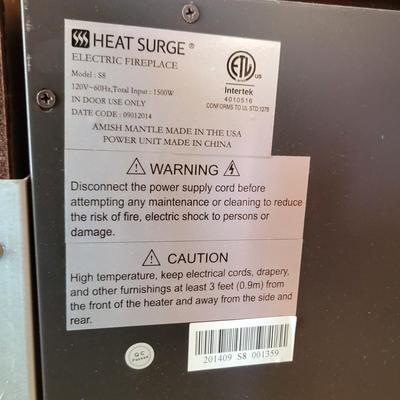 HEAT SURGE®
ELECTRIC FIREPLACE
Model : S8
120V~60Hz,Total Input : 1500W
IN DOOR USE ONLY
DATE CODE : 09012014
AMISH MANTLE MADE IN THE USA
POWER UNIT MADE IN CHINA
ETL
US
Intertek
4010516
CONFORMS TO UL STD.1278
WARNING
Disconnect the power supply cord before
attempting any maintenance or cleaning to reduce
the risk of fire, electric shock to persons or
damage.
CAUTION
High temperature, keep electrical cords, drapery,
and other furnishings at least 3 feet (0.9m) from
the front of the heater and away from the side and
rear.
QC
Passed
201409 S8 001359